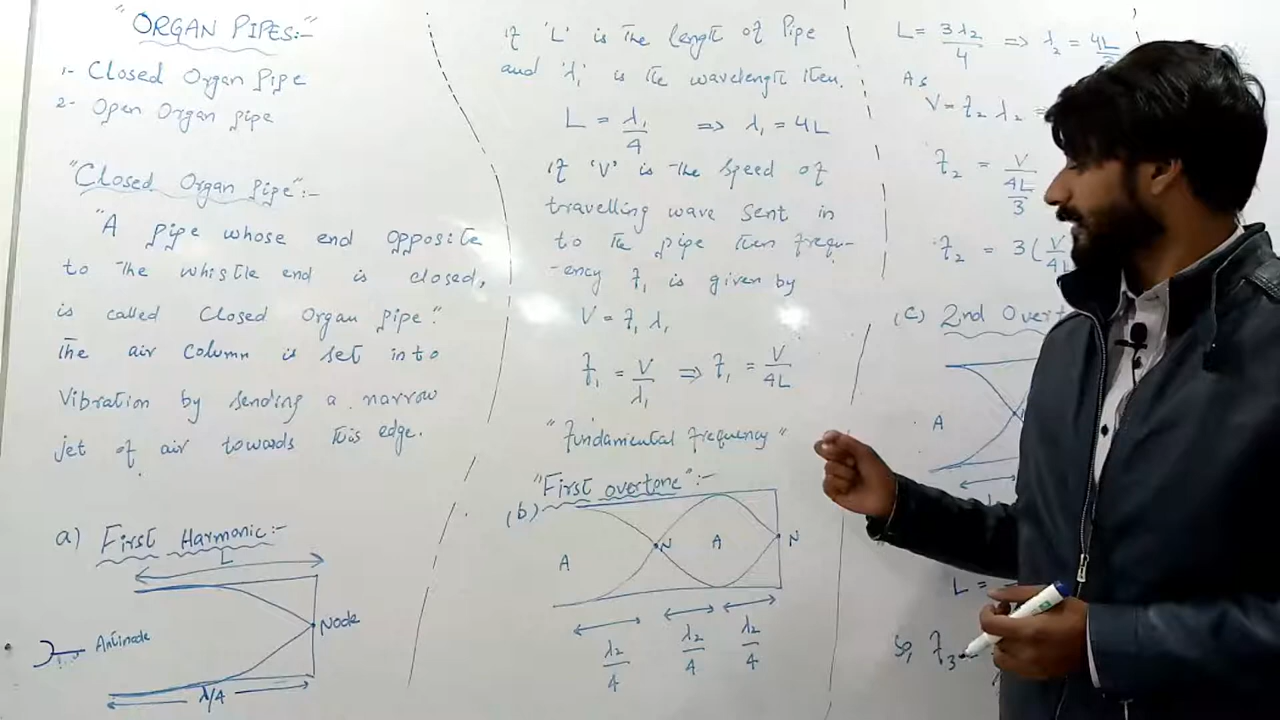 "ORGAN PIPES:-"
1- Closed Organ Pipe
2- Open Organ pipe
"Closed Organ Pipe":-
"A pipe whose end opposite
to the whistle end is closed,
is called Closed Organ pipe."
The air column is set into
vibration by sending a narrow
jet of air towards this edge.
a) First Harmonic:-
L
Node
Antinode
λ/4
If 'L' is the length of Pipe
and 'λ₁' is the wavelength then.
L = λ₁/4 => λ₁ = 4L
If 'V' is the speed of
travelling wave sent in
to the pipe then frequ-
-ency f₁ is given by
V = f₁ λ₁
f₁ = V/λ₁ => f₁ = V/4L
"fundamental frequency"
"First overtone":-
(b)
A N A N
λ₂/4 λ₂/4 λ₂/4
L = 3λ₂/4 => λ₂ = 4L
As
V = f₂ λ₂ =
f₂ = V/(4L/3)
f₂ = 3(V/4L
(c) 2nd Overt
A
L =
So, f₃